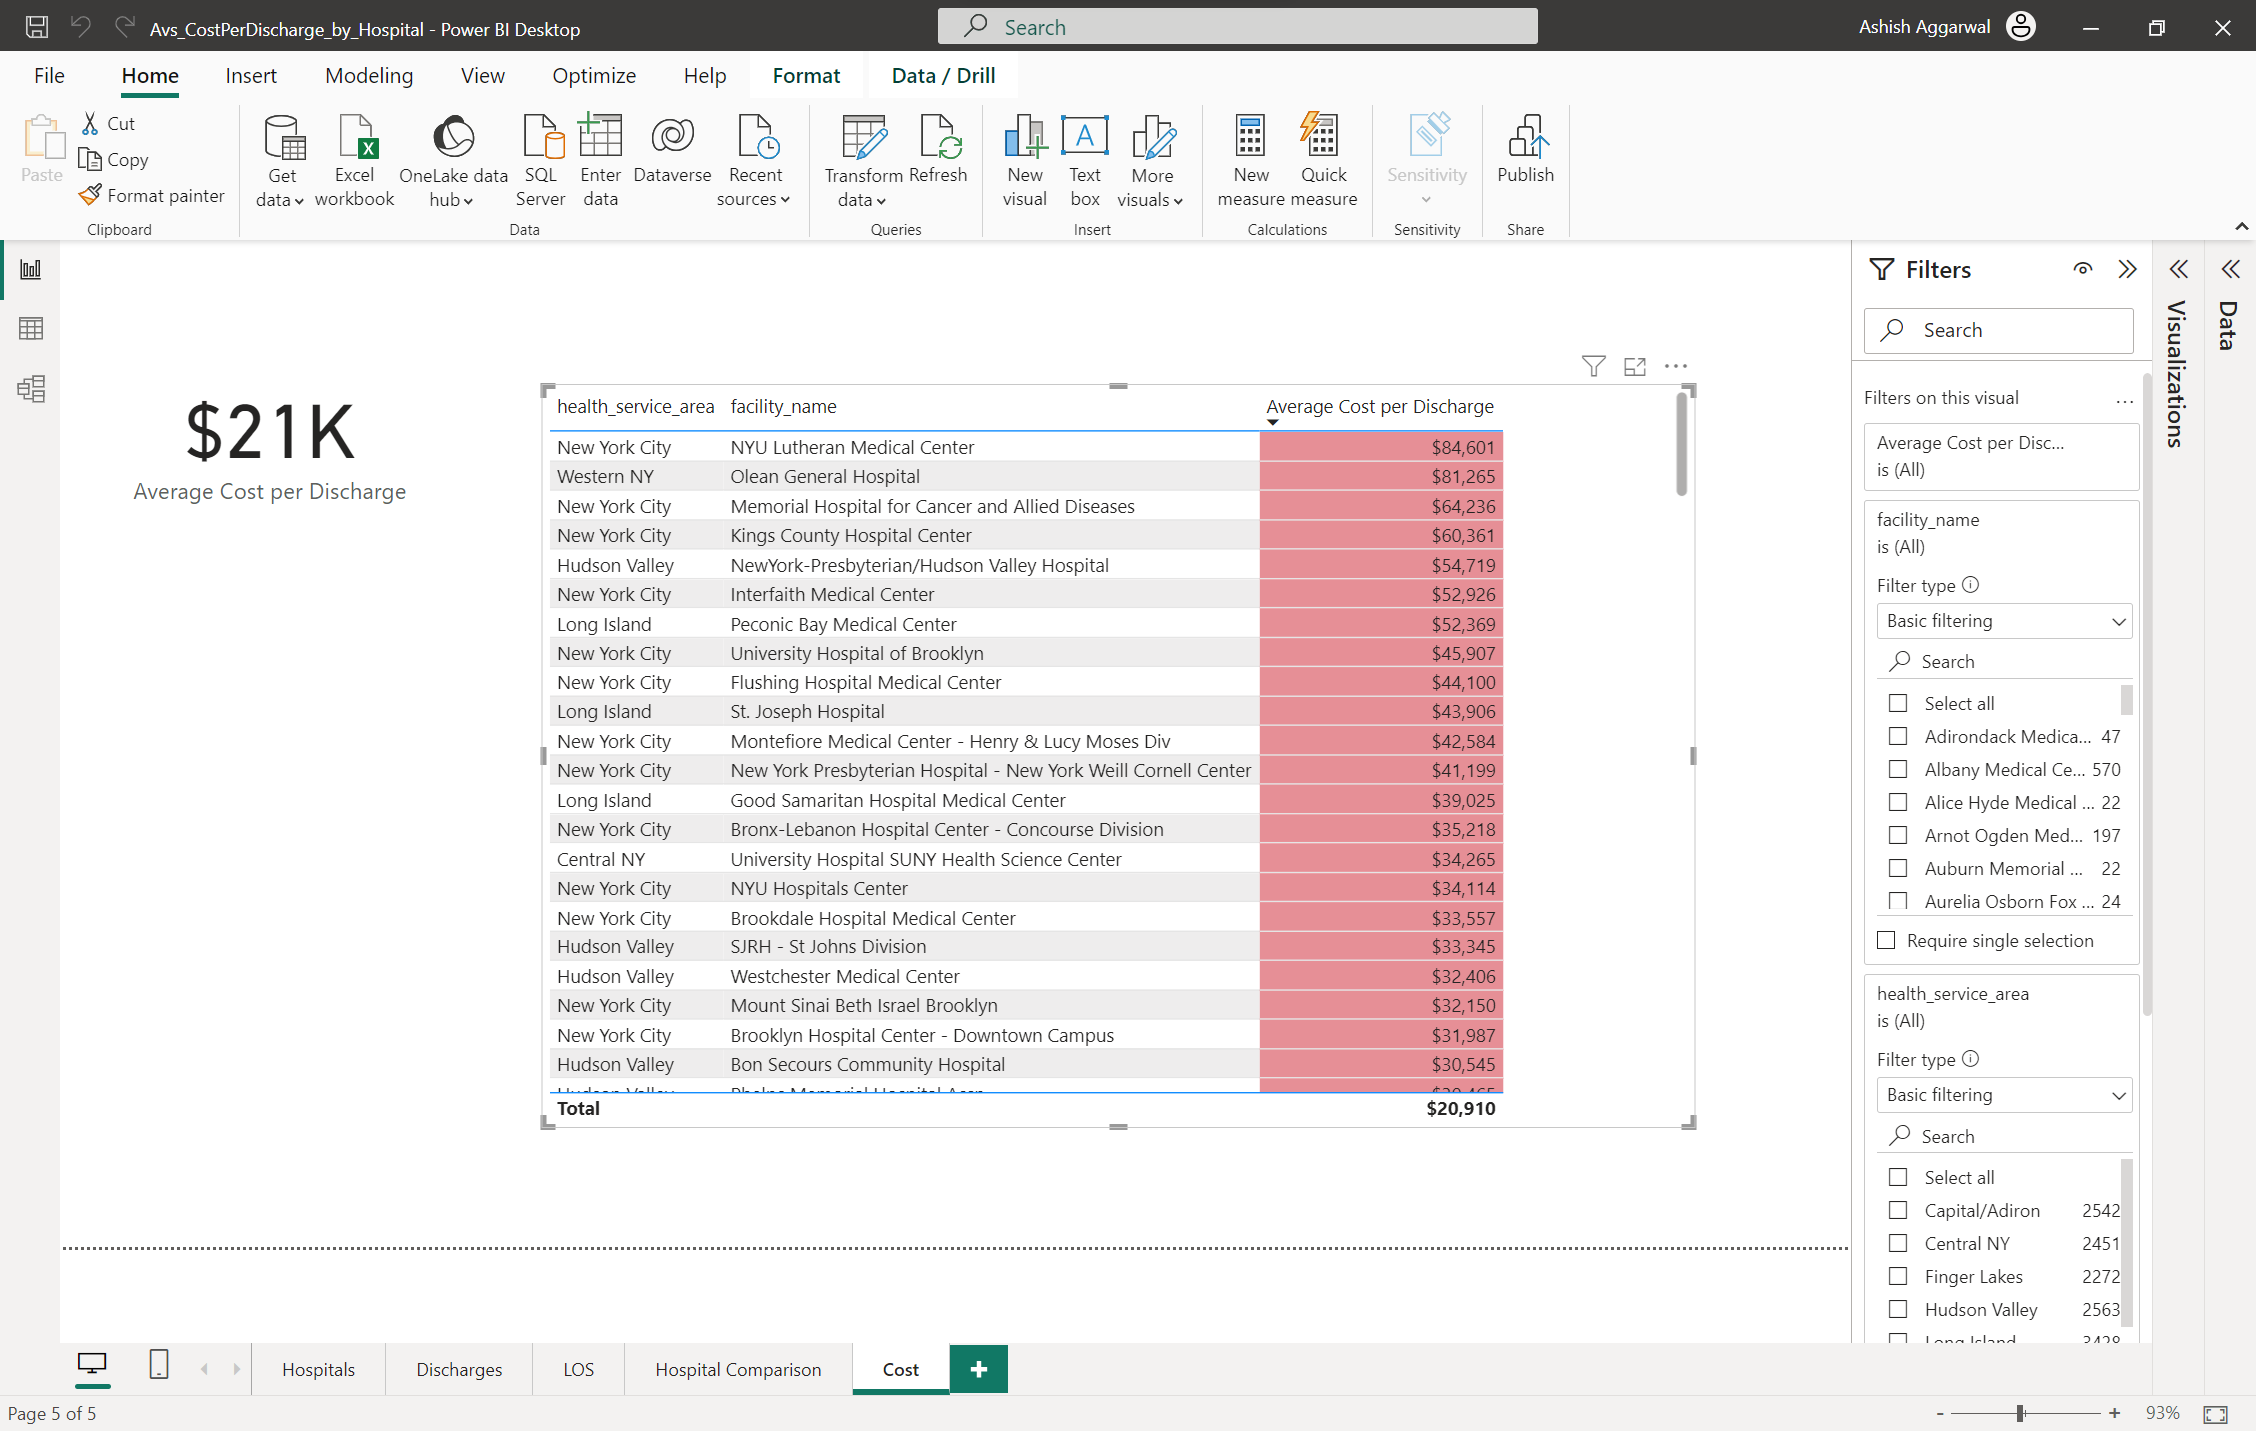 Avs_CostPerDischarge_by_Hospital - Power BI Desktop
Search
Ashish Aggarwal
File Home Insert Modeling View Optimize Help Format Data / Drill
Paste
Cut
Copy
Format painter
Clipboard
Get data
Excel workbook
OneLake data hub
SQL Server
Enter data
Dataverse
Recent sources
Data
Transform data
Refresh
Queries
New visual
A
Text box
More visuals
Insert
New measure
Quick measure
Calculations
Sensitivity
Sensitivity
Publish
Share
$21K
Average Cost per Discharge
health_service_area facility_name Average Cost per Discharge
New York City NYU Lutheran Medical Center $84,601
Western NY Olean General Hospital $81,265
New York City Memorial Hospital for Cancer and Allied Diseases $64,236
New York City Kings County Hospital Center $60,361
Hudson Valley NewYork-Presbyterian/Hudson Valley Hospital $54,719
New York City Interfaith Medical Center $52,926
Long Island Peconic Bay Medical Center $52,369
New York City University Hospital of Brooklyn $45,907
New York City Flushing Hospital Medical Center $44,100
Long Island St. Joseph Hospital $43,906
New York City Montefiore Medical Center - Henry & Lucy Moses Div $42,584
New York City New York Presbyterian Hospital - New York Weill Cornell Center $41,199
Long Island Good Samaritan Hospital Medical Center $39,025
New York City Bronx-Lebanon Hospital Center - Concourse Division $35,218
Central NY University Hospital SUNY Health Science Center $34,265
New York City NYU Hospitals Center $34,114
New York City Brookdale Hospital Medical Center $33,557
Hudson Valley SJRH - St Johns Division $33,345
Hudson Valley Westchester Medical Center $32,406
New York City Mount Sinai Beth Israel Brooklyn $32,150
New York City Brooklyn Hospital Center - Downtown Campus $31,987
Hudson Valley Bon Secours Community Hospital $30,545
Total $20,910
Filters
Search
Filters on this visual
Average Cost per Disc...
is (All)
facility_name
is (All)
Filter type
Basic filtering
Search
Select all
Adirondack Medica... 47
Albany Medical Ce... 570
Alice Hyde Medical ... 22
Arnot Ogden Med... 197
Auburn Memorial ... 22
Aurelia Osborn Fox ... 24
Require single selection
health_service_area
is (All)
Filter type
Basic filtering
Search
Select all
Capital/Adiron 2542
Central NY 2451
Finger Lakes 2272
Hudson Valley 2563
Visualizations
Data
Hospitals Discharges LOS Hospital Comparison Cost
Page 5 of 5
93%